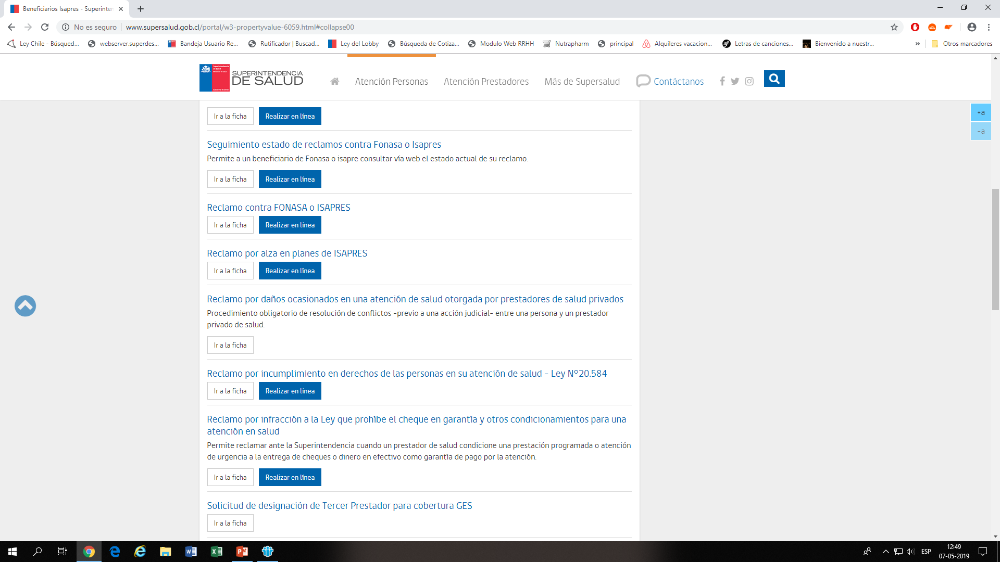 Beneficiarios Isapres - Superinten
No es seguro
www.supersalud.gob.cl/portal/w3-propertyvalue-6059.html#collapse00
Ley Chile - Búsqued...
webserver.superdes...
Bandeja Usuario Re...
Rutificador | Buscad...
Ley del Lobby
Búsqueda de Cotiza...
Modulo Web RRHH
Nutrapharm
principal
Alquileres vacacion...
Letras de canciones...
Bienvenido a nuestr...
»
Otros marcadores
SUPERINTENDENCIA
DE SALUD
Atención Personas
Atención Prestadores
Más de Supersalud
Contáctanos
+a
-a
Ir a la ficha
Realizar en línea
Seguimiento estado de reclamos contra Fonasa o Isapres
Permite a un beneficiario de Fonasa o isapre consultar vía web el estado actual de su reclamo.
Ir a la ficha
Realizar en línea
Reclamo contra FONASA o ISAPRES
Ir a la ficha
Realizar en línea
Reclamo por alza en planes de ISAPRES
Ir a la ficha
Realizar en línea
Reclamo por daños ocasionados en una atención de salud otorgada por prestadores de salud privados
Procedimiento obligatorio de resolución de conflictos -previo a una acción judicial- entre una persona y un prestador
privado de salud.
Ir a la ficha
Reclamo por incumplimiento en derechos de las personas en su atención de salud - Ley Nº20.584
Ir a la ficha
Realizar en línea
Reclamo por infracción a la Ley que prohíbe el cheque en garantía y otros condicionamientos para una
atención en salud
Permite reclamar ante la Superintendencia cuando un prestador de salud condicione una prestación programada o atención
de urgencia a la entrega de cheques o dinero en efectivo como garantía de pago por la atención.
Ir a la ficha
Realizar en línea
Solicitud de designación de Tercer Prestador para cobertura GES
Ir a la ficha
ESP
12:49
07-05-2019